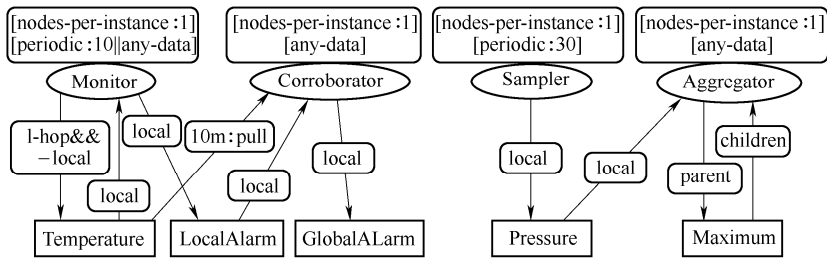 [nodes-per-instance:1]
[periodic:10||any-data]
[nodes-per-instance:1]
[any-data]
[nodes-per-instance:1]
[periodic:30]
[nodes-per-instance:1]
[any-data]
Monitor
Corroborator
Sampler
Aggregator
l-hop&&
−local
local
local
10m:pull
local
local
local
local
children
parent
Temperature
LocalAlarm
GlobalALarm
Pressure
Maximum